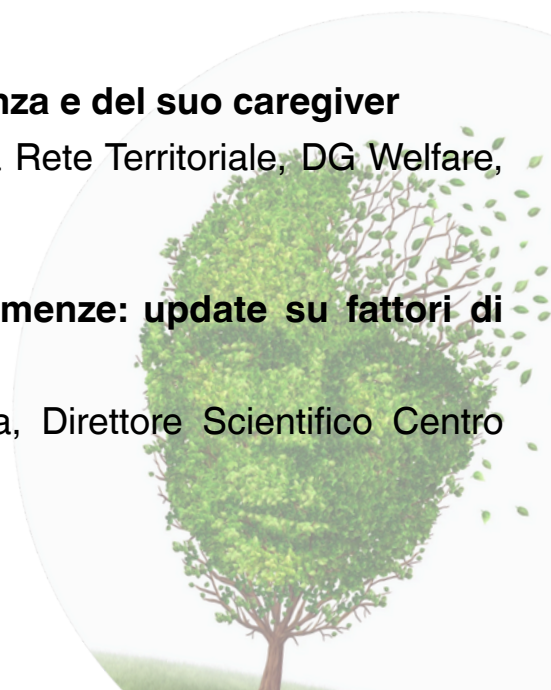 nza e del suo caregiver
Rete Territoriale, DG Welfare,
menze: update su fattori di
a, Direttore Scientifico Centro